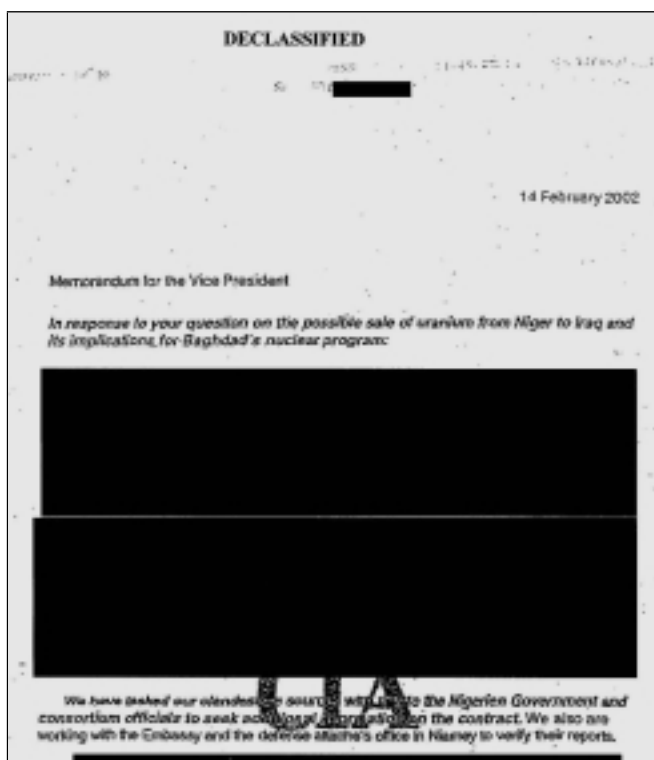 DECLASSIFIED
14 February 2002
Memorandum for the Vice President
In response to your question on the possible sale of uranium from Niger to Iraq and
its implications for Baghdad's nuclear program:
CIA
We have tasked our clandestine sources with to the Nigerien Government and
consortium officials to seek additional information on the contract. We also are
working with the Embassy and the defense attaché's office in Niamey to verify their reports.